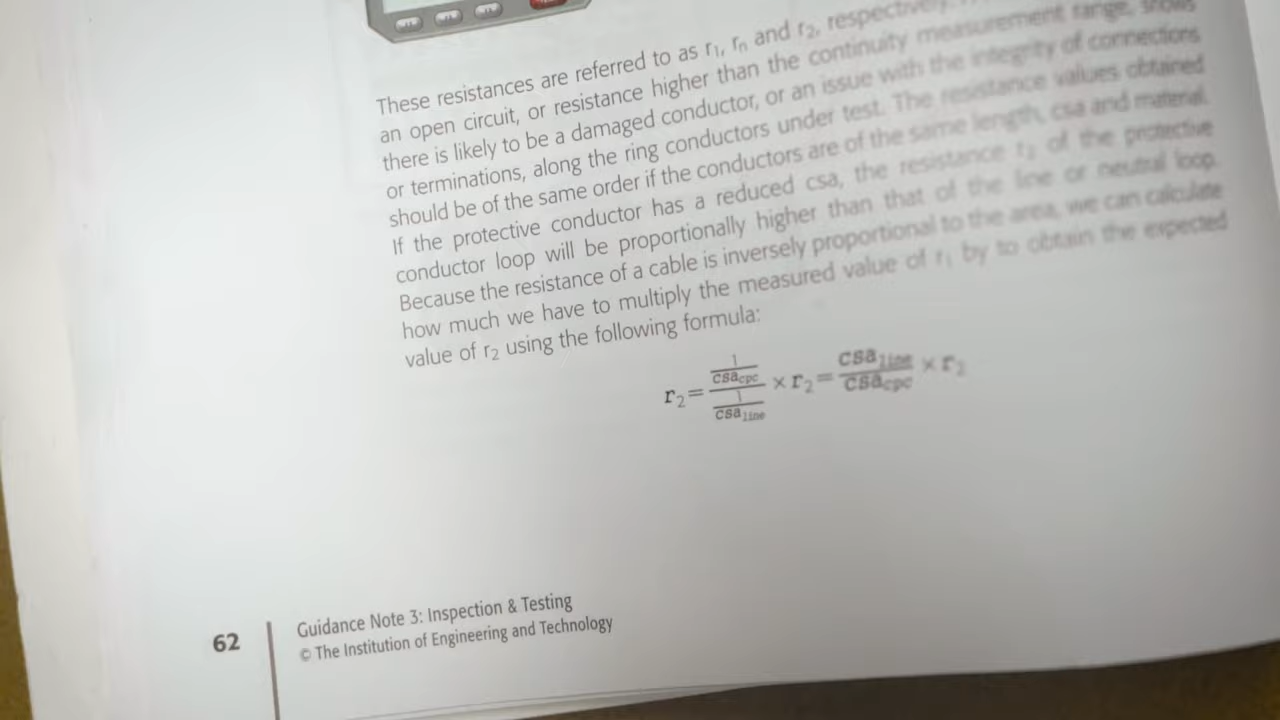 These resistances are referred to as r₁, rₙ and r₂, respectively.
an open circuit, or resistance higher than the continuity measurement range, shows
there is likely to be a damaged conductor, or an issue with the integrity of connections
or terminations, along the ring conductors under test. The resistance values obtained
should be of the same order if the conductors are of the same length, csa and material.
If the protective conductor has a reduced csa, the resistance r₂ of the protective
conductor loop will be proportionally higher than that of the line or neutral loop.
Because the resistance of a cable is inversely proportional to the area, we can calculate
how much we have to multiply the measured value of r₁ by to obtain the expected
value of r₂ using the following formula:
r₂ = (1/csa_cpc)/(1/csa_line) × r₂ = csa_line/csa_cpc × r₂
62
Guidance Note 3: Inspection & Testing
© The Institution of Engineering and Technology